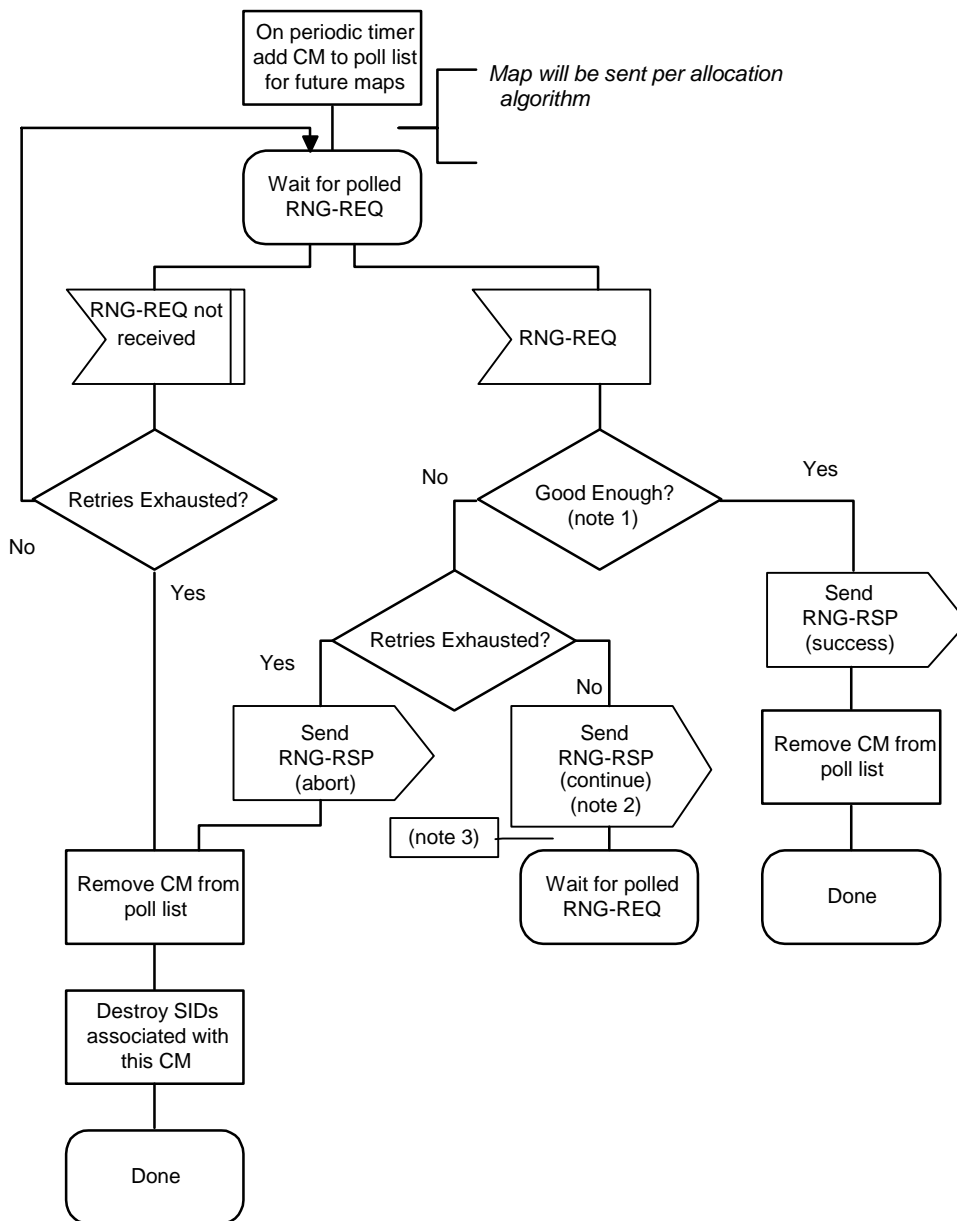 On periodic timer
add CM to poll list
for future maps
Map will be sent per allocation
algorithm
Wait for polled
RNG-REQ
RNG-REQ not
received
RNG-REQ
Retries Exhausted?
No
Yes
Good Enough?
(note 1)
No
Yes
Retries Exhausted?
Yes
No
Send
RNG-RSP
(success)
Send
RNG-RSP
(abort)
Send
RNG-RSP
(continue)
(note 2)
Remove CM from
poll list
(note 3)
Remove CM from
poll list
Wait for polled
RNG-REQ
Done
Destroy SIDs
associated with
this CM
Done